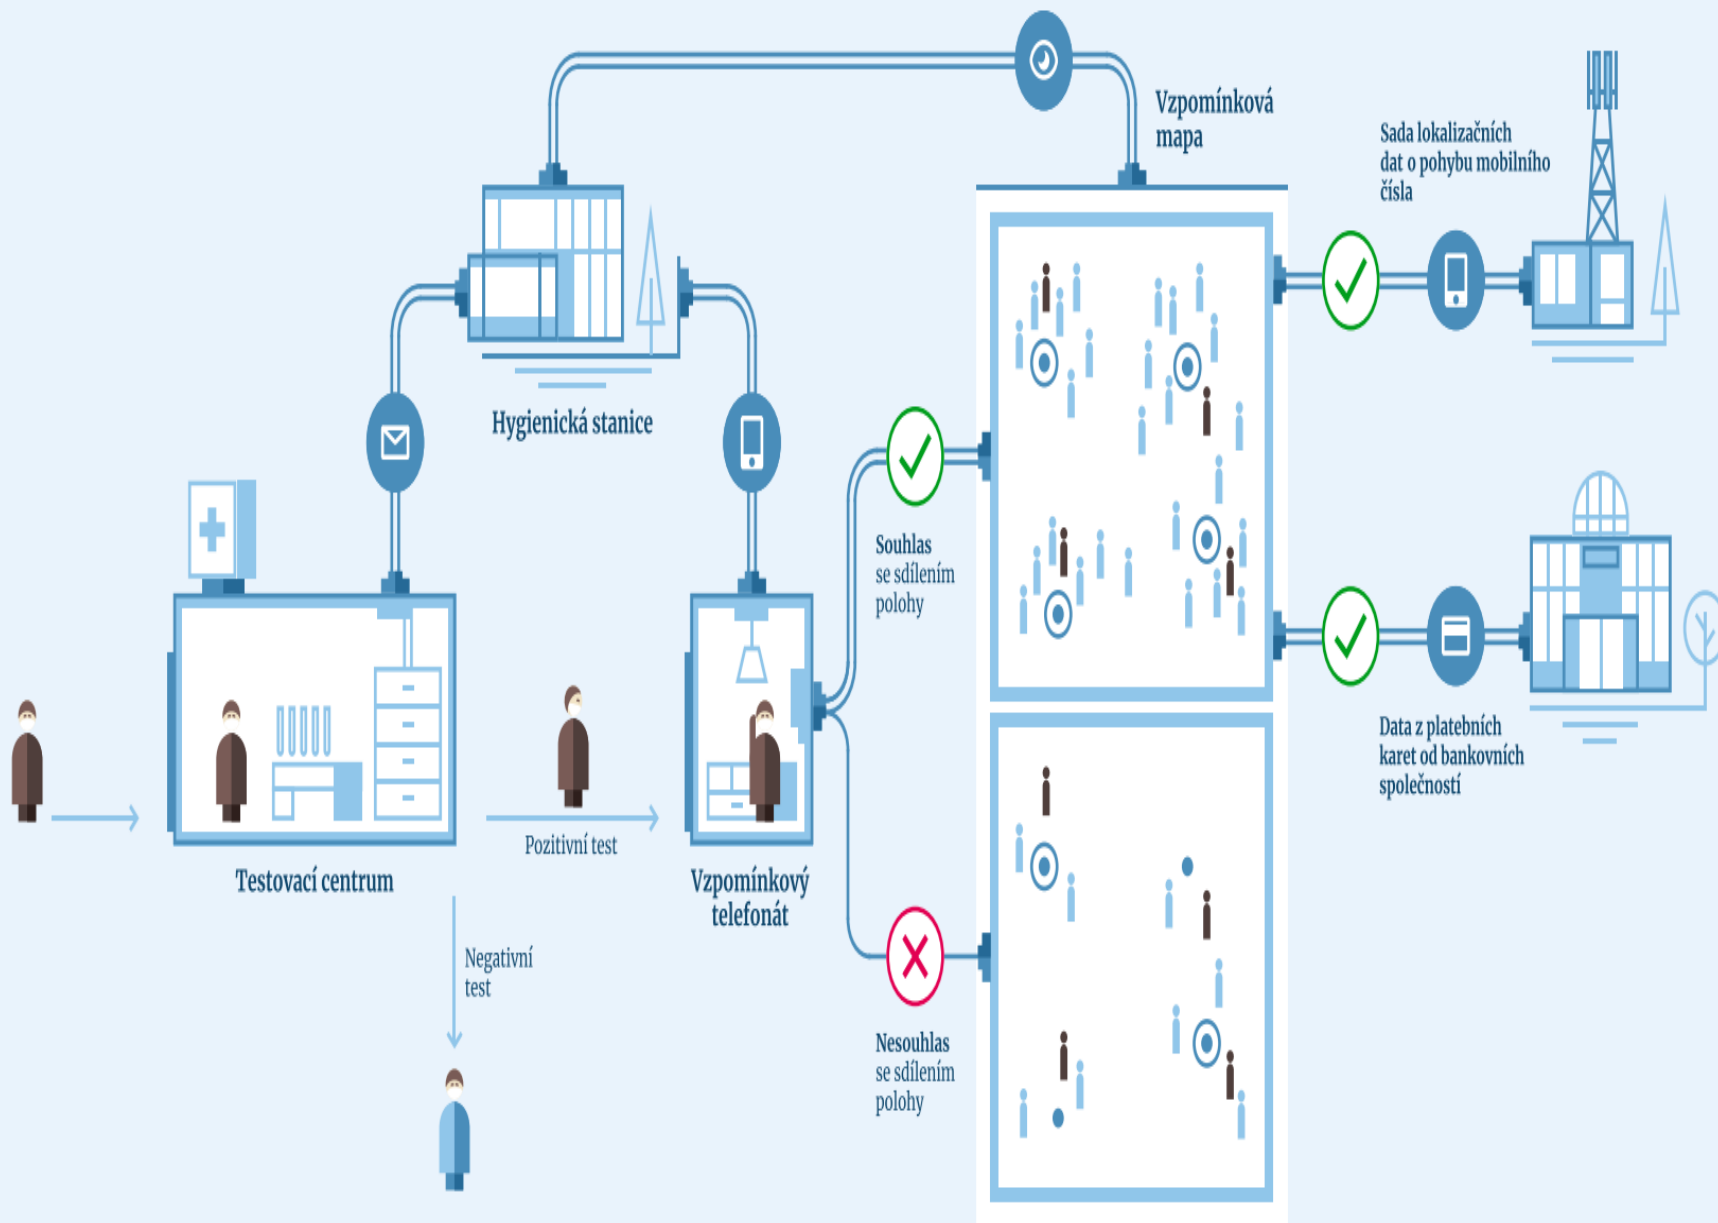 Vzpomínková
mapa
Sada lokalizačních
dat o pohybu mobilního
čísla
Hygienická stanice
Souhlas
se sdílením
polohy
Data z platebních
karet od bankovních
společností
Pozitivní test
Testovací centrum
Vzpomínkový
telefonát
Negativní
test
Nesouhlas
se sdílením
polohy